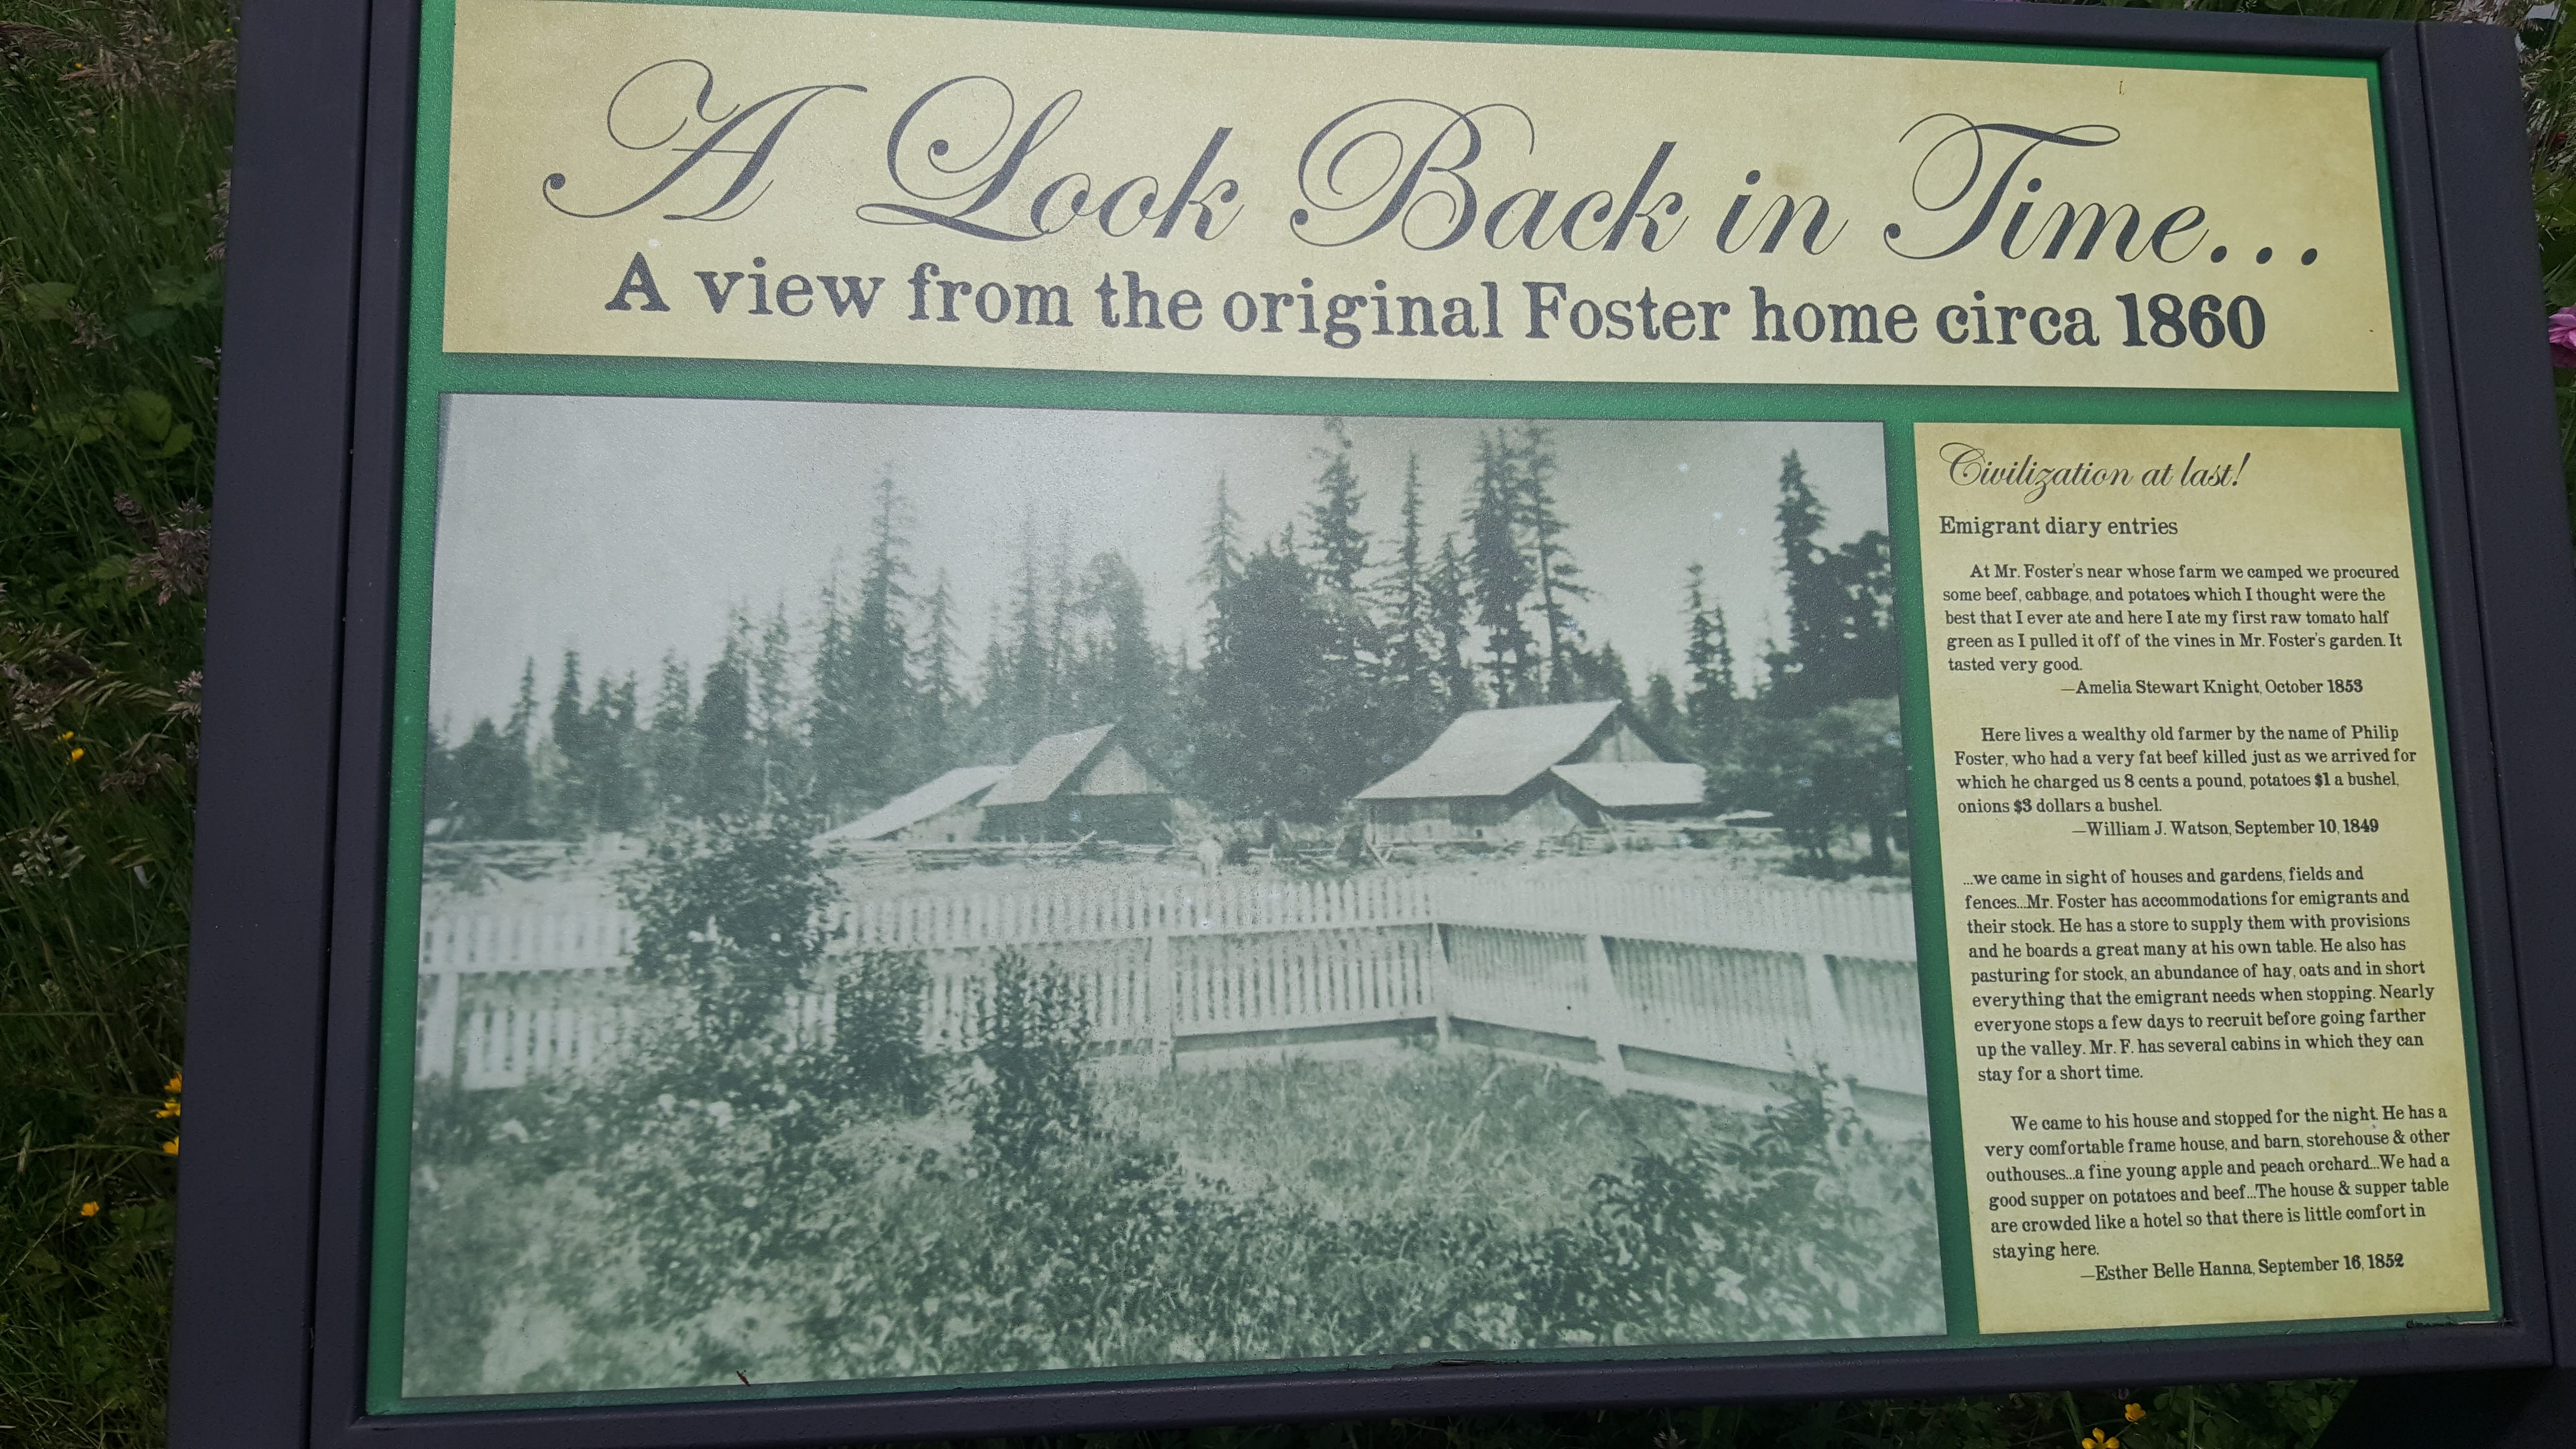 A Look Back in Time...
A view from the original Foster home circa 1860
Civilization at last!
Emigrant diary entries
At Mr. Foster's near whose farm we camped we procured
some beef, cabbage, and potatoes which I thought were the
best that I ever ate and here I ate my first raw tomato half
green as I pulled it off of the vines in Mr. Foster's garden. It
tasted very good.
—Amelia Stewart Knight, October 1853
Here lives a wealthy old farmer by the name of Philip
Foster, who had a very fat beef killed just as we arrived for
which he charged us 8 cents a pound, potatoes $1 a bushel,
onions $3 dollars a bushel.
—William J. Watson, September 10, 1849
...we came in sight of houses and gardens, fields and
fences...Mr. Foster has accommodations for emigrants and
their stock. He has a store to supply them with provisions
and he boards a great many at his own table. He also has
pasturing for stock, an abundance of hay, oats and in short
everything that the emigrant needs when stopping. Nearly
everyone stops a few days to recruit before going farther
up the valley. Mr. F. has several cabins in which they can
stay for a short time.
We came to his house and stopped for the night. He has a
very comfortable frame house, and barn, storehouse & other
outhouses...a fine young apple and peach orchard...We had a
good supper on potatoes and beef...The house & supper table
are crowded like a hotel so that there is little comfort in
staying here.
—Esther Belle Hanna, September 16, 1852